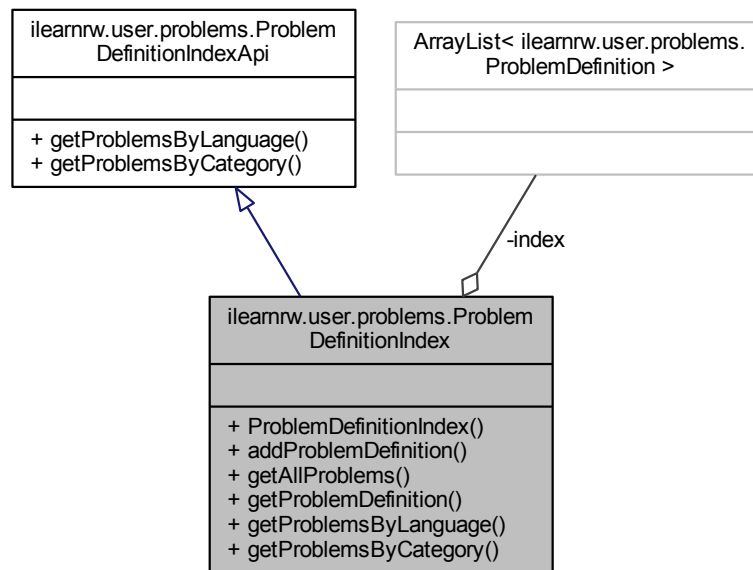 ilearnrw.user.problems.Problem
DefinitionIndexApi
+ getProblemsByLanguage()
+ getProblemsByCategory()
ArrayList< ilearnrw.user.problems.
ProblemDefinition >
-index
ilearnrw.user.problems.Problem
DefinitionIndex
+ ProblemDefinitionIndex()
+ addProblemDefinition()
+ getAllProblems()
+ getProblemDefinition()
+ getProblemsByLanguage()
+ getProblemsByCategory()